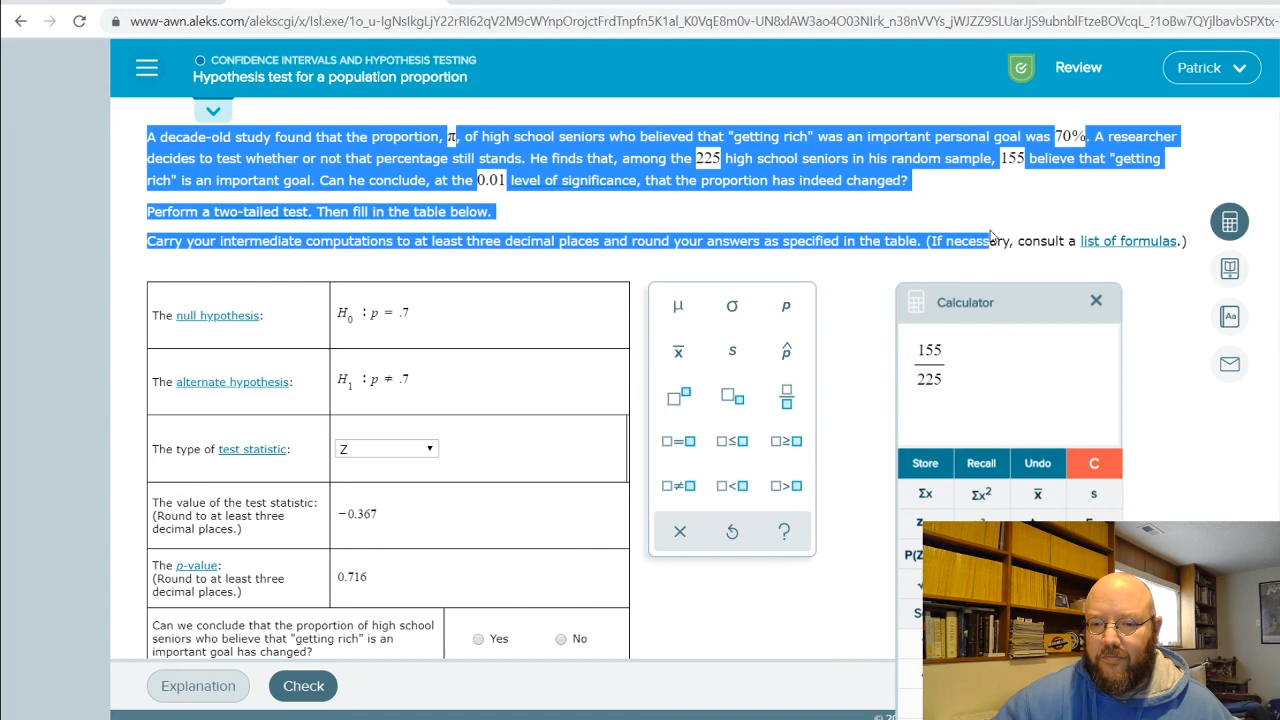 www-awn.aleks.com/alekscgi/x/Isl.exe/1o_u-IgNsIkgLjY22rRI62qV2M9cWYnpOrojctFrdTnpfn5K1al_K0VqE8m0v-UN8xlAW3ao4O03NIrk_n38nVVYs_jWJZZ9SLUarJjS9ubnblFtzeBOVcqL_?1oBw7QYjlbavbSPXtx-
CONFIDENCE INTERVALS AND HYPOTHESIS TESTING
Hypothesis test for a population proportion
Review
Patrick
A decade-old study found that the proportion, π, of high school seniors who believed that "getting rich" was an important personal goal was 70%. A researcher
decides to test whether or not that percentage still stands. He finds that, among the 225 high school seniors in his random sample, 155 believe that "getting
rich" is an important goal. Can he conclude, at the 0.01 level of significance, that the proportion has indeed changed?
Perform a two-tailed test. Then fill in the table below.
Carry your intermediate computations to at least three decimal places and round your answers as specified in the table. (If necessary, consult a list of formulas.)
The null hypothesis:
H0 : p = .7
The alternate hypothesis:
H1 : p ≠ .7
The type of test statistic:
Z
The value of the test statistic:
(Round to at least three
decimal places.)
−0.367
The p-value:
(Round to at least three
decimal places.)
0.716
Can we conclude that the proportion of high school
seniors who believe that "getting rich" is an
important goal has changed?
Yes
No
μ σ p
x̄ s p̂
□=□ □≤□ □≥□
□≠□ □<□ □>□
?
Calculator
155
225
Store Recall Undo C
Σx Σx² x̄ s
Aa
Explanation
Check